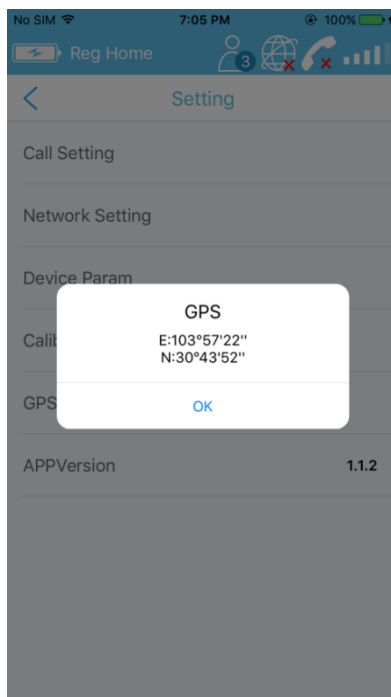 No SIM 7:05 PM 100%
Reg Home 3
Setting
Call Setting
Network Setting
Device Param
GPS
E:103°57'22''
N:30°43'52''
Calib
GPS
OK
APPVersion 1.1.2